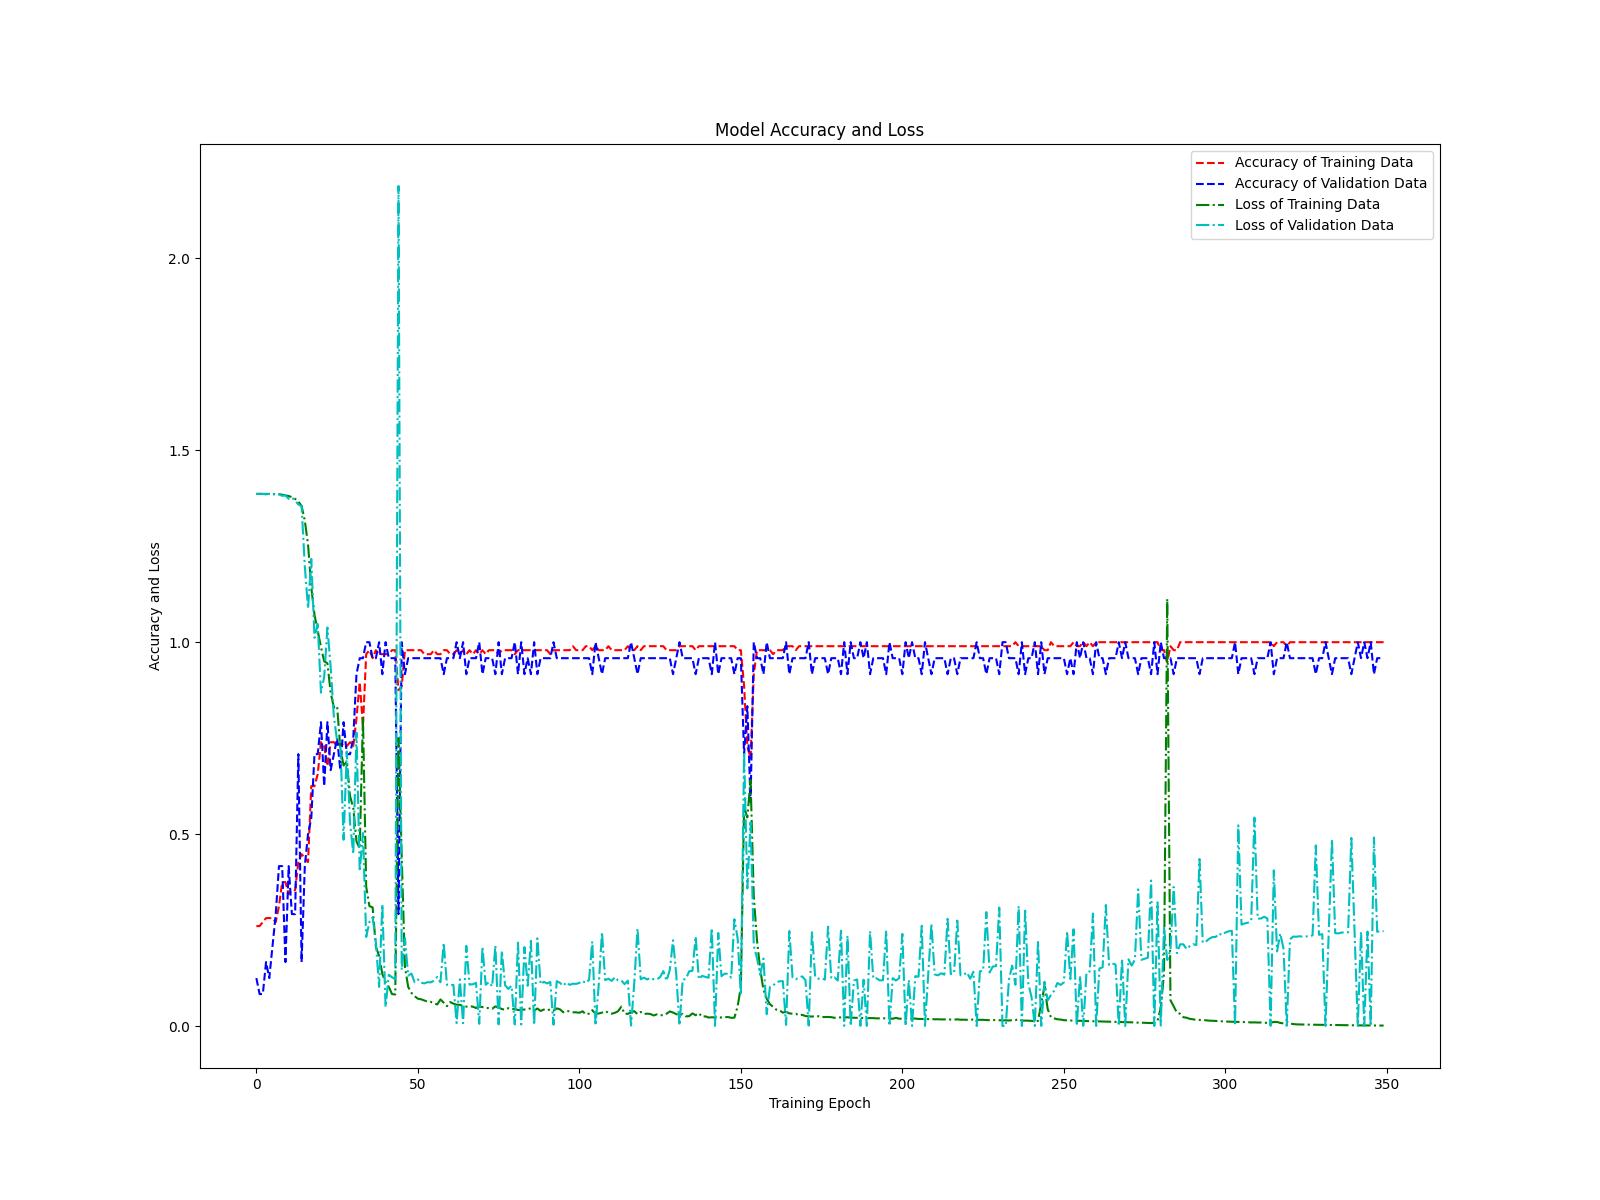 Model Accuracy and Loss
Accuracy of Training Data
Accuracy of Validation Data
Loss of Training Data
Loss of Validation Data
2.0
1.5
1.0
0.5
0.0
Accuracy and Loss
0 50 100 150 200 250 300 350
Training Epoch